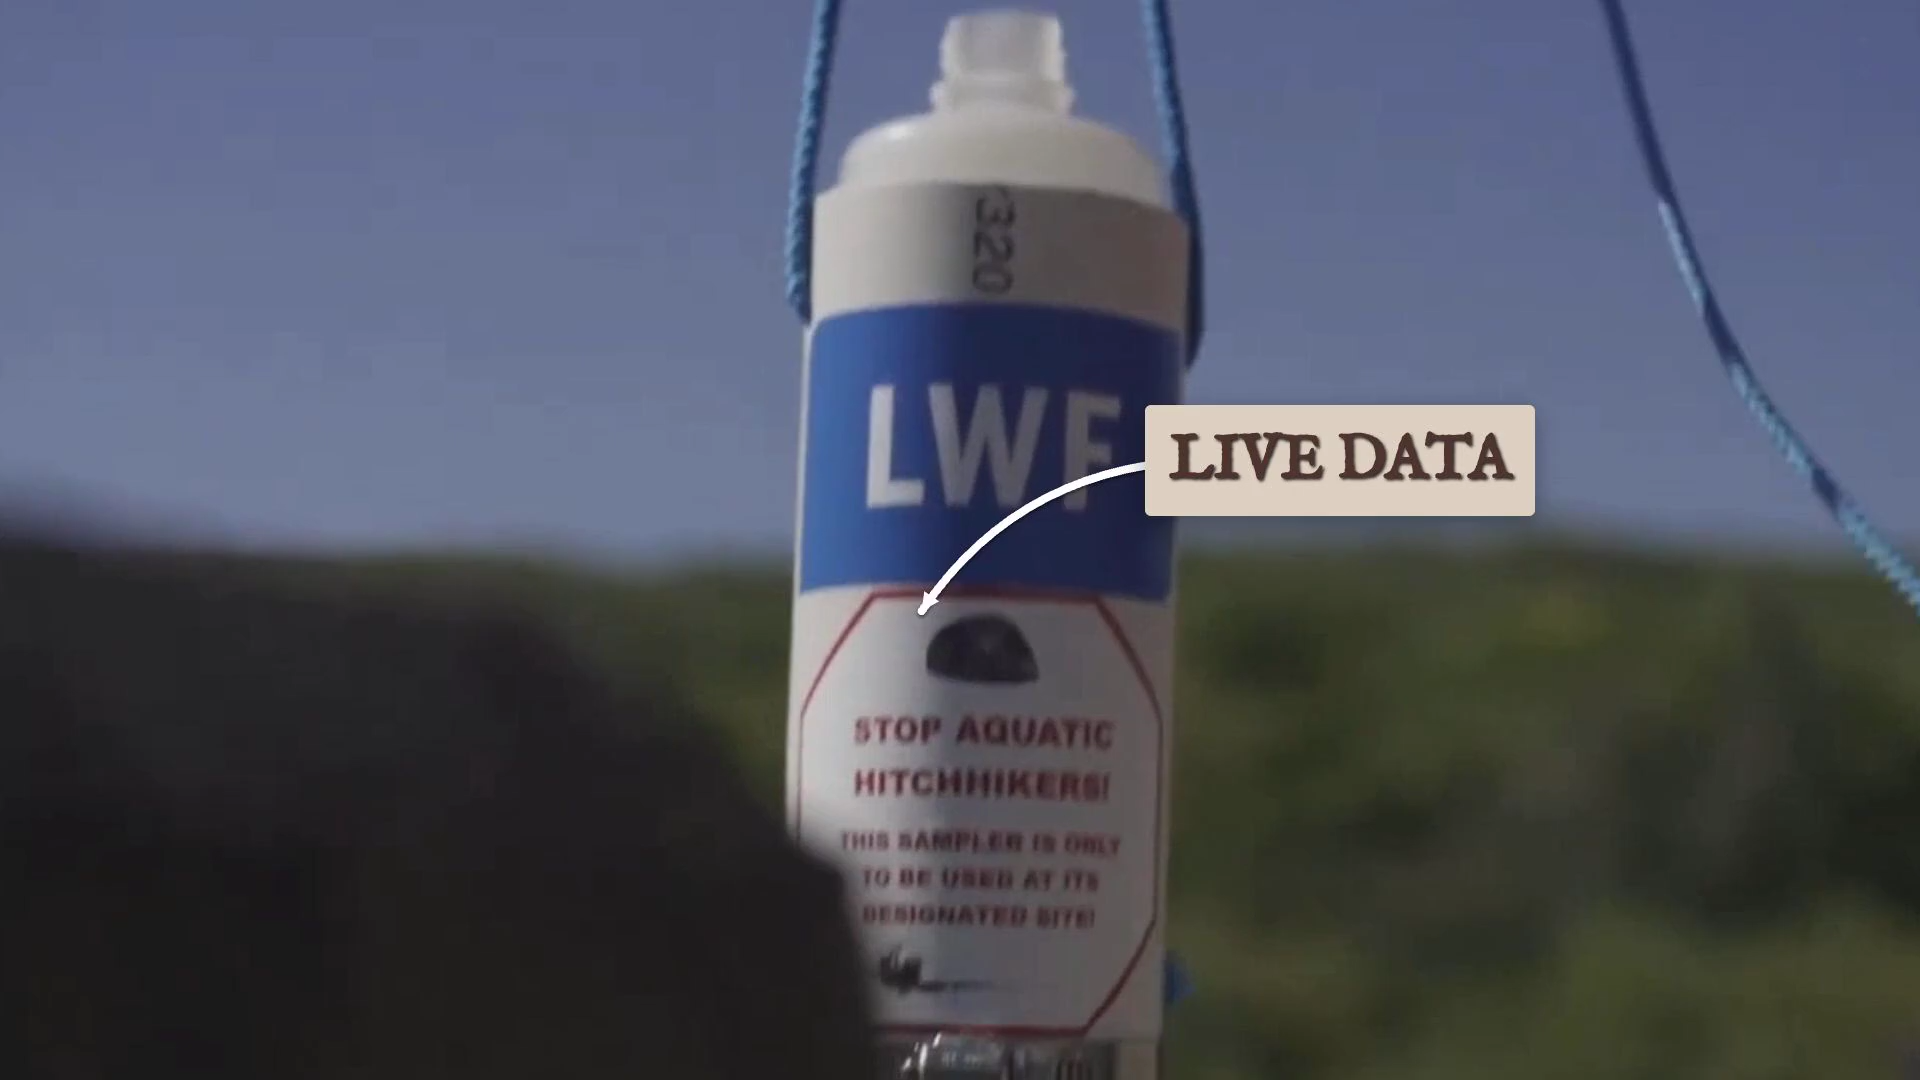 320
LWF
LIVE DATA
STOP AQUATIC
HITCHHIKERS!
THIS SAMPLER IS ONLY
TO BE USED AT ITS
DESIGNATED SITE!